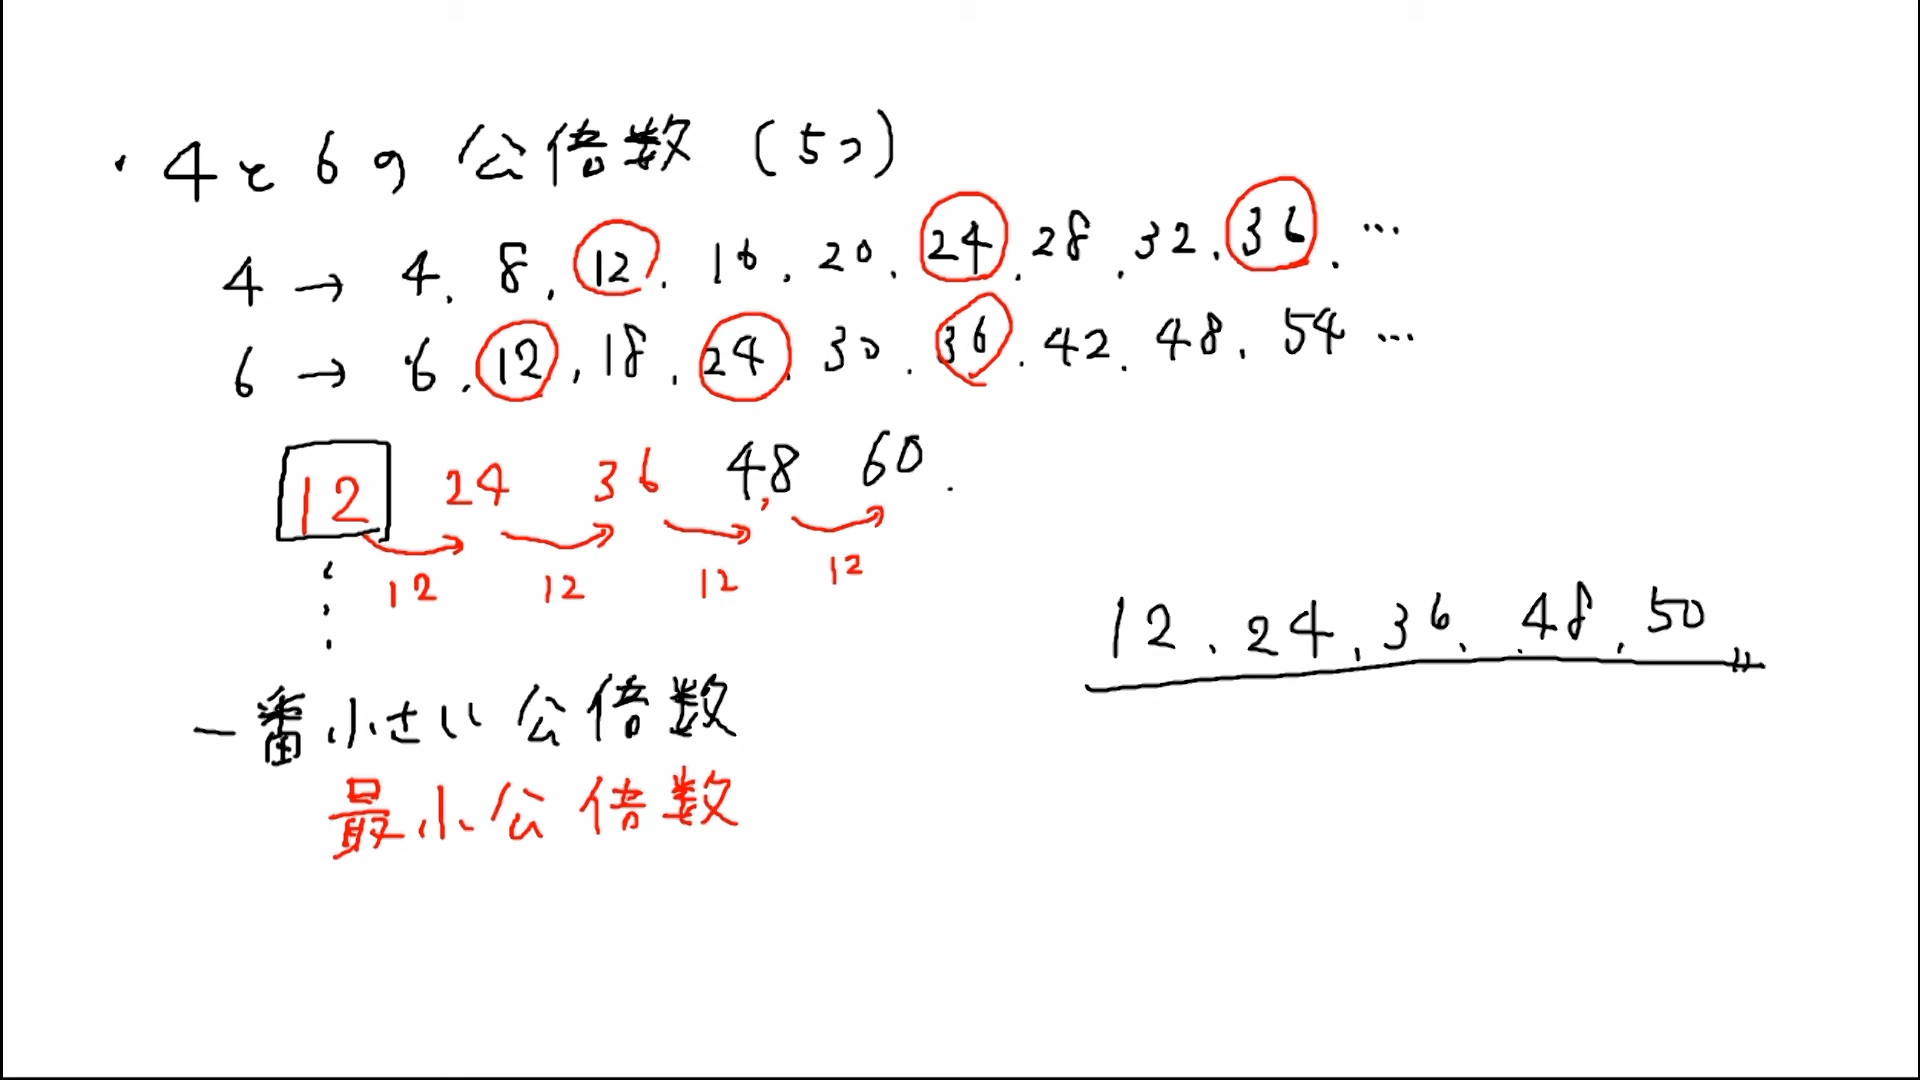 ・4と6の公倍数(5つ)
4→4.8.12.16.20.24.28.32.36.…
6→6.12.18.24.30.36.42.48.54…
12 24 36 48 60.
12 12 12 12
12.24.36.48.50
一番小さい公倍数
最小公倍数